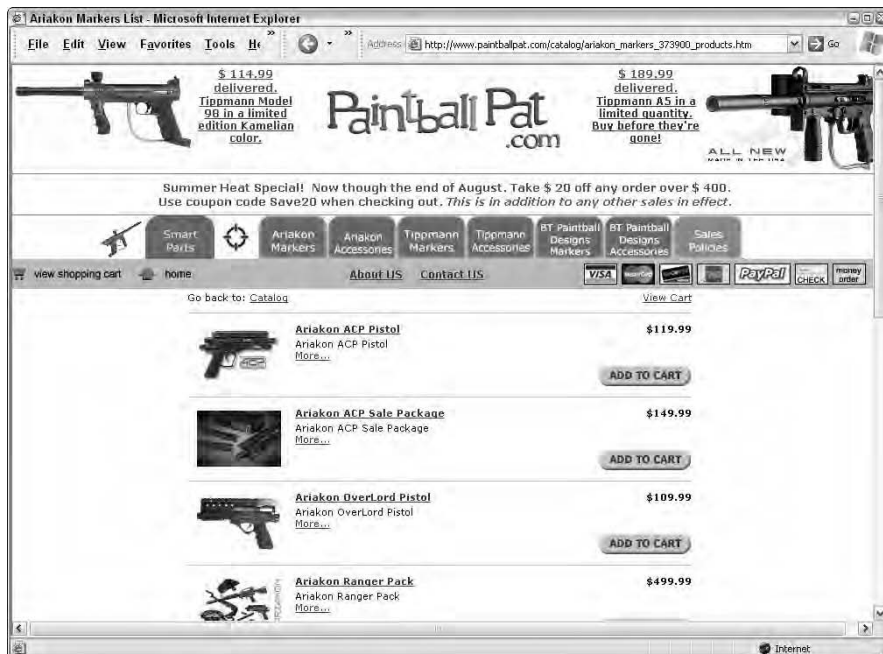 Ariakon Markers List - Microsoft Internet Explorer
File Edit View Favorites Tools He » » Address http://www.paintballpat.com/catalog/ariakon_markers_373900_products.htm Go
$ 114.99
delivered.
Tippmann Model
98 in a limited
edition Kamelian
color.
Paintball Pat
.com
$ 189.99
delivered.
Tippmann A5 in a
limited quantity.
Buy before they're
gone!
ALL NEW
MADE IN THE USA
Summer Heat Special! Now though the end of August. Take $ 20 off any order over $ 400.
Use coupon code Save20 when checking out. This is in addition to any other sales in effect.
Smart
Parts
Ariakon
Markers
Ariakon
Accessories
Tippmann
Markers
Tippmann
Accessories
BT Paintball
Designs
Markers
BT Paintball
Designs
Accessories
Sales
Policies
view shopping cart home About US Contact US VISA PayPal CHECK money order
Go back to: Catalog View Cart
Ariakon ACP Pistol $119.99
Ariakon ACP Pistol
More...
ADD TO CART
Ariakon ACP Sale Package $149.99
Ariakon ACP Sale Package
More...
ADD TO CART
Ariakon OverLord Pistol $109.99
Ariakon OverLord Pistol
More...
ADD TO CART
Ariakon Ranger Pack $499.99
Ariakon Ranger Pack
More...
Internet